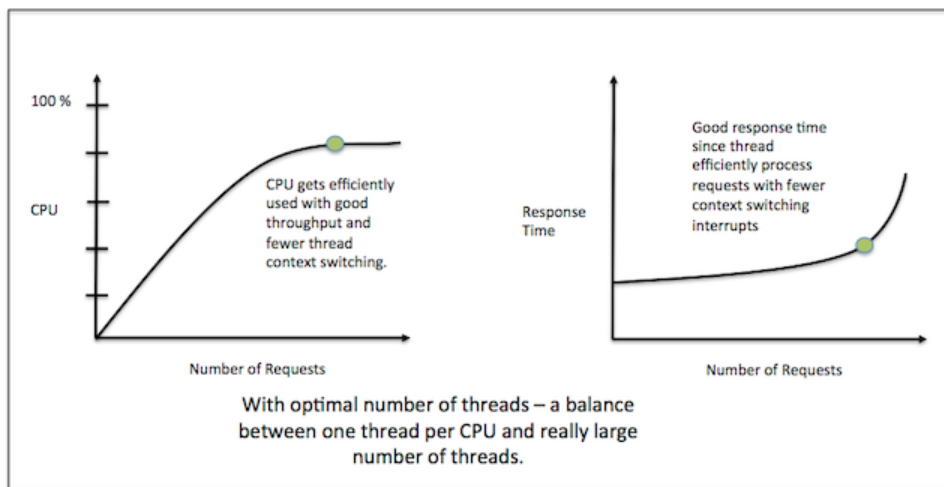 100 %
CPU
CPU gets efficiently
used with good
throughput and
fewer thread
context switching.
Number of Requests
Response
Time
Good response time
since thread
efficiently process
requests with fewer
context switching
interrupts
Number of Requests
With optimal number of threads – a balance
between one thread per CPU and really large
number of threads.